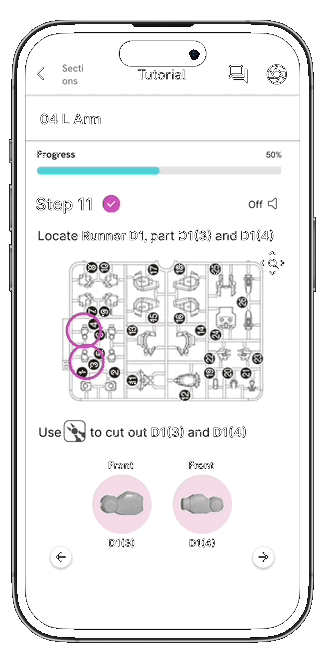 Secti
ons
Tutorial
04 L Arm
Progress
50%
Step 11
Off
Locate Runner D1, part D1(3) and D1(4)
Use to cut out D1(3) and D1(4)
Front
Front
D1(3)
D1(4)